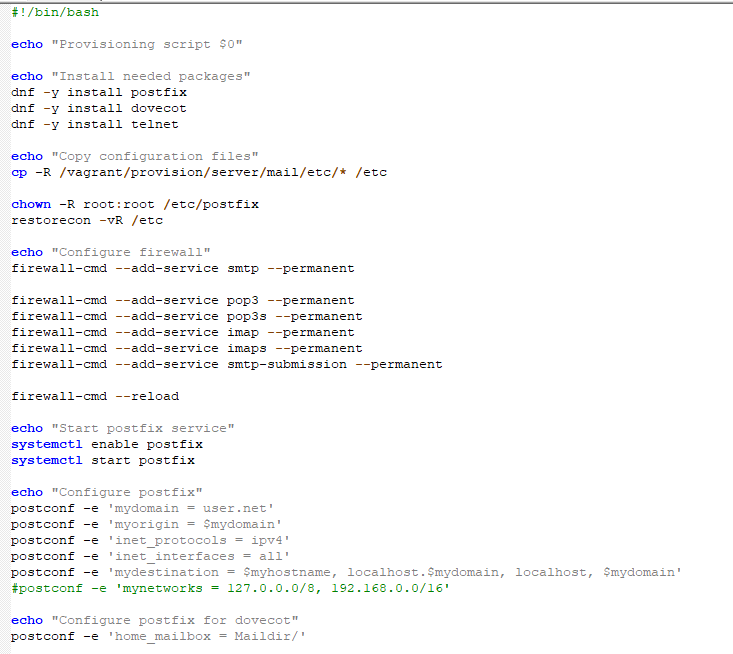 #!/bin/bash
echo "Provisioning script $0"
echo "Install needed packages"
dnf -y install postfix
dnf -y install dovecot
dnf -y install telnet
echo "Copy configuration files"
cp -R /vagrant/provision/server/mail/etc/* /etc
chown -R root:root /etc/postfix
restorecon -vR /etc
echo "Configure firewall"
firewall-cmd --add-service smtp --permanent
firewall-cmd --add-service pop3 --permanent
firewall-cmd --add-service pop3s --permanent
firewall-cmd --add-service imap --permanent
firewall-cmd --add-service imaps --permanent
firewall-cmd --add-service smtp-submission --permanent
firewall-cmd --reload
echo "Start postfix service"
systemctl enable postfix
systemctl start postfix
echo "Configure postfix"
postconf -e 'mydomain = user.net'
postconf -e 'myorigin = $mydomain'
postconf -e 'inet_protocols = ipv4'
postconf -e 'inet_interfaces = all'
postconf -e 'mydestination = $myhostname, localhost.$mydomain, localhost, $mydomain'
#postconf -e 'mynetworks = 127.0.0.0/8, 192.168.0.0/16'
echo "Configure postfix for dovecot"
postconf -e 'home_mailbox = Maildir/'